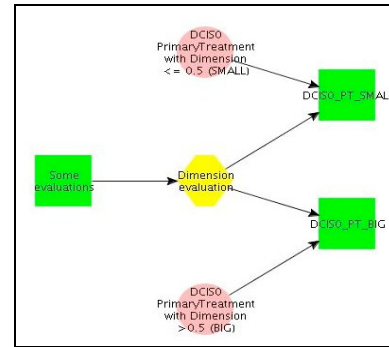 DCIS0
PrimaryTreatment
with Dimension
<= 0.5 (SMALL)
DCIS0_PT_SMAL
Some
evaluations
Dimension
evaluation
DCIS0_PT_BIG
DCIS0
PrimaryTreatment
with Dimension
>0.5 (BIG)